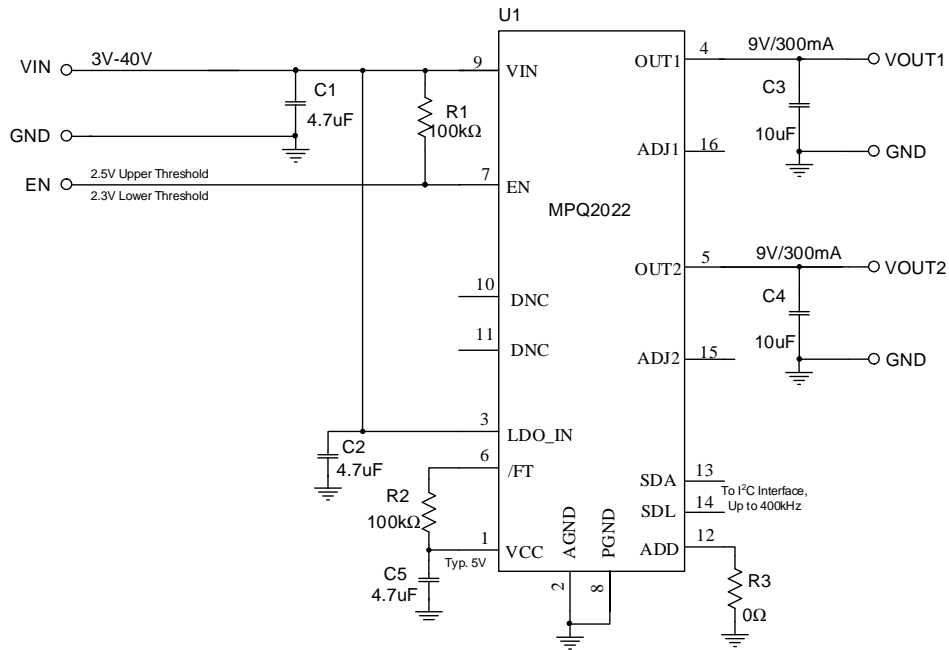 U1
VIN
3V-40V
9
VIN
OUT1
4
9V/300mA
VOUT1
C1
4.7uF
R1
100kΩ
C3
10uF
GND
ADJ1
16
GND
EN
2.5V Upper Threshold
2.3V Lower Threshold
7
EN
MPQ2022
OUT2
5
9V/300mA
VOUT2
10
DNC
C4
10uF
11
DNC
ADJ2
15
GND
3
LDO_IN
C2
4.7uF
6
/FT
R2
100kΩ
SDA
13
To I²C Interface,
Up to 400kHz
SDL
14
1
VCC
Typ. 5V
AGND
PGND
ADD
12
C5
4.7uF
2
8
R3
0Ω